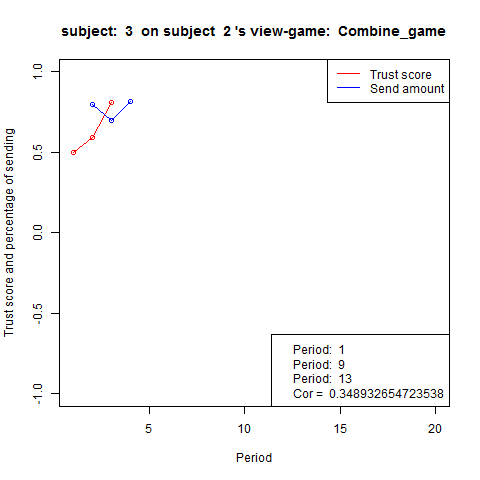 subject:  3  on subject  2 's view-game:  Combine_game
Trust score and percentage of sending
1.0
0.5
0.0
-0.5
-1.0
Trust score
Send amount
Period:  1
Period:  9
Period:  13
Cor =  0.348932654723538
5
10
15
20
Period